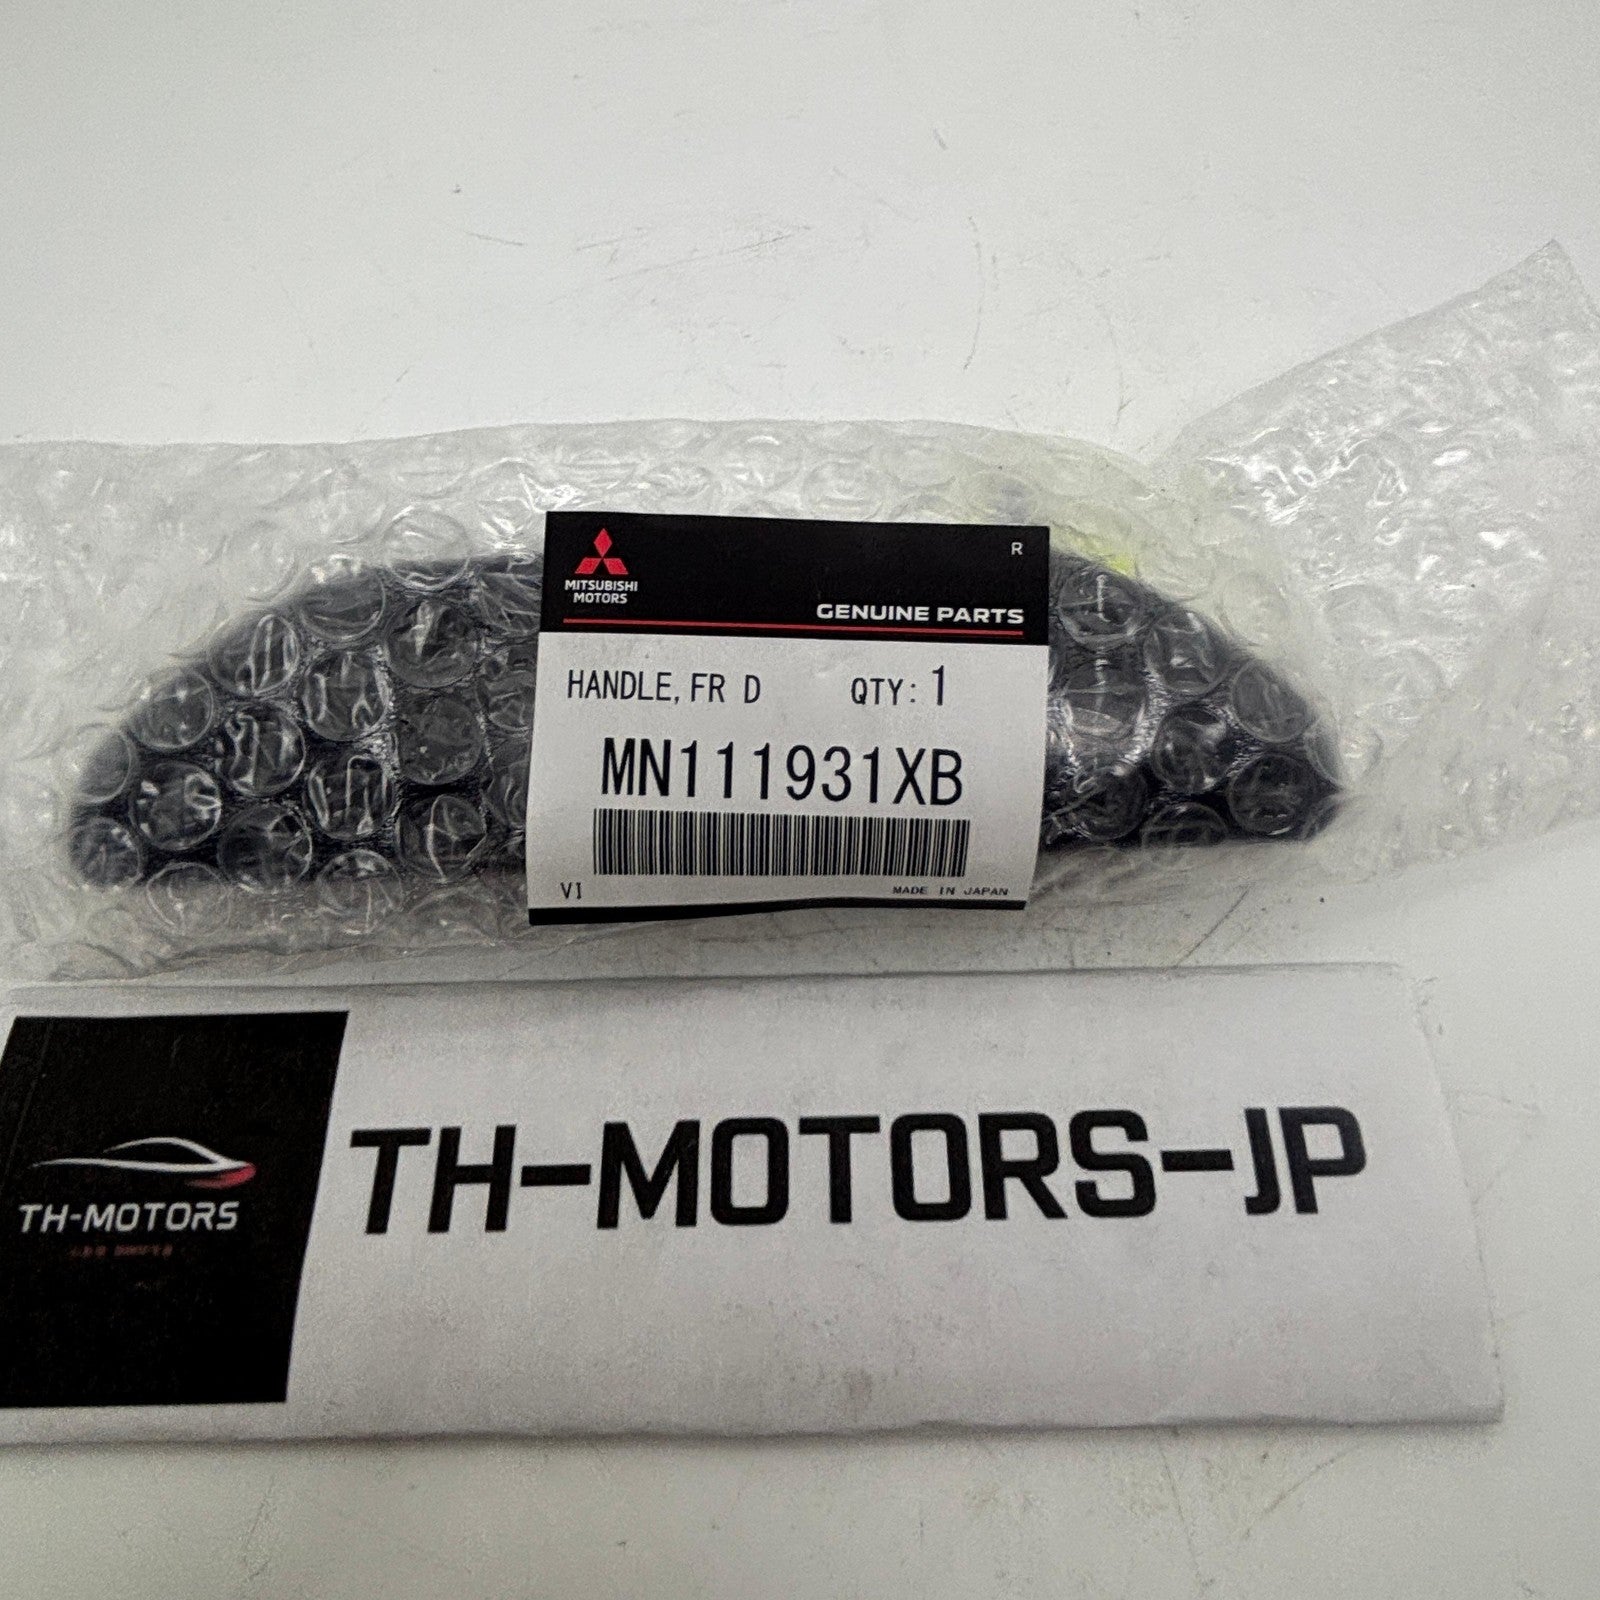 R
MITSUBISHI
MOTORS
GENUINE PARTS
HANDLE, FR D QTY: 1
MN111931XB
VI MADE IN JAPAN
TH-MOTORS-JP
TH-MOTORS